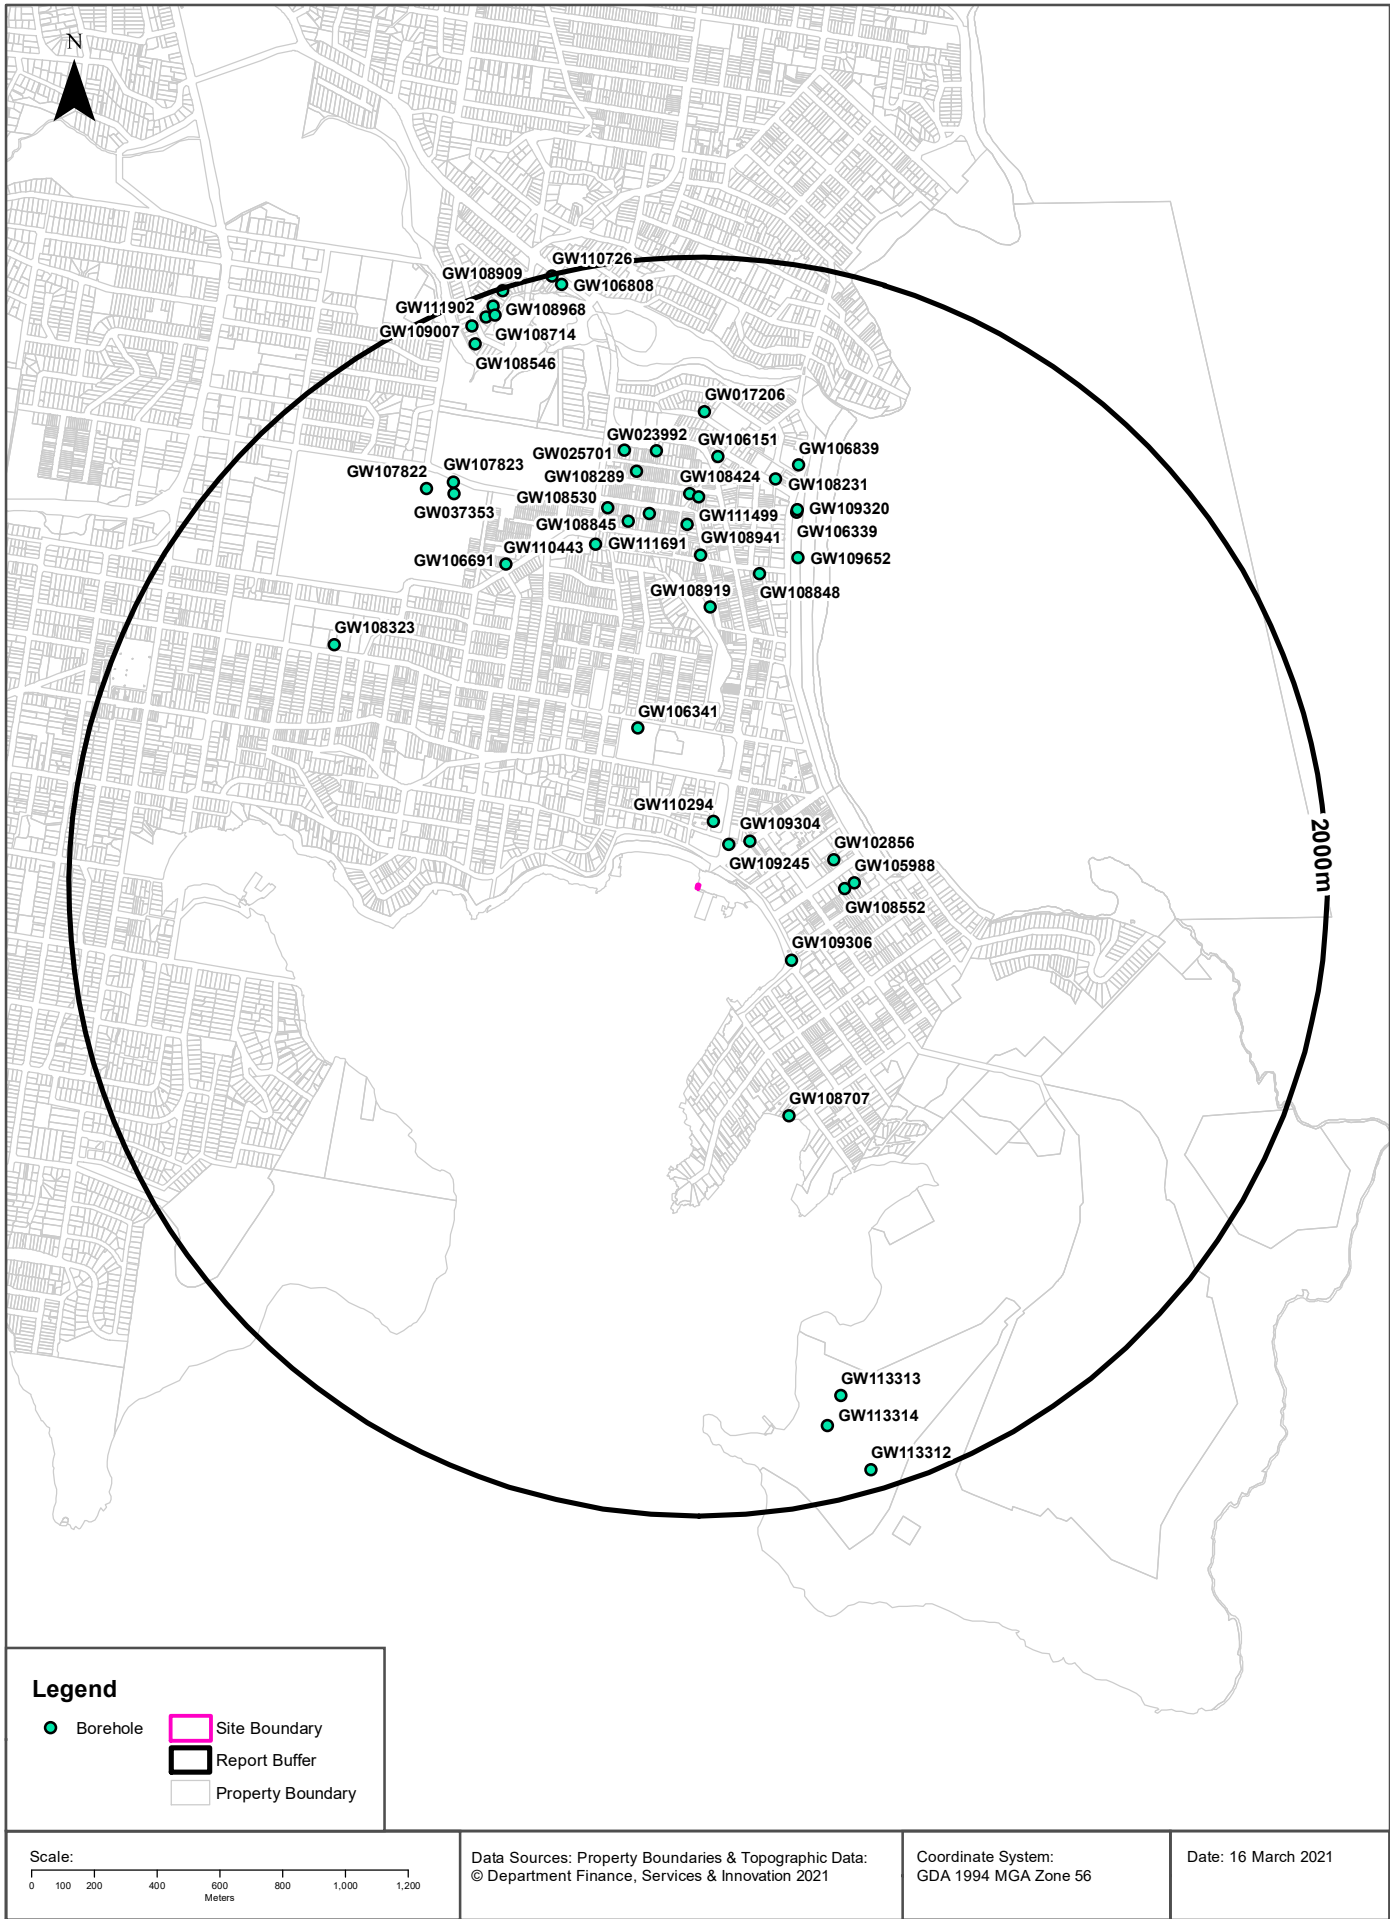 N
GW110726
GW108909
GW106808
GW111902
GW108968
GW109007
GW108714
GW108546
GW017206
GW023992
GW106151
GW025701
GW106839
GW107823
GW107822
GW108289
GW108424
GW108231
GW108530
GW037353
GW109320
GW111499
GW108845
GW106339
GW108941
GW110443
GW111691
GW106691
GW109652
GW108919
GW108848
GW108323
GW106341
GW110294
GW109304
2000m
GW102856
GW109245
GW105988
GW108552
GW109306
GW108707
GW113313
GW113314
GW113312
Legend
Borehole
Site Boundary
Report Buffer
Property Boundary
Scale:
0 100 200 400 600 800 1,000 1,200
Meters
Data Sources: Property Boundaries & Topographic Data:
© Department Finance, Services & Innovation 2021
Coordinate System:
GDA 1994 MGA Zone 56
Date: 16 March 2021